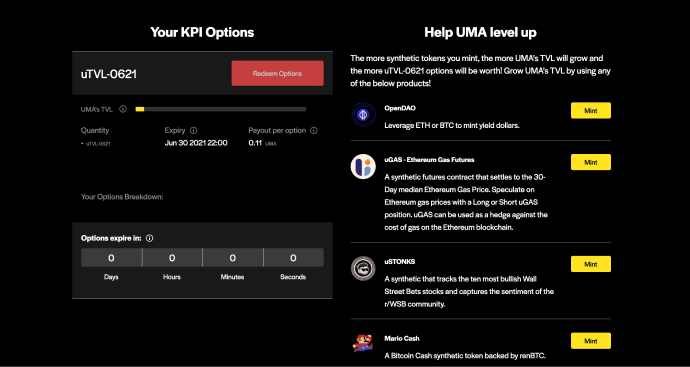 Your KPI Options
uTVL-0621
Redeem Options
UMA's TVL
Quantity
Expiry
Payout per option
• uTVL-0621
Jun 30 2021 22:00
0.11 UMA
Your Options Breakdown:
Options expire in:
0
0
0
0
Days
Hours
Minutes
Seconds
Help UMA level up
The more synthetic tokens you mint, the more UMA's TVL will grow and
the more uTVL-0621 options will be worth! Grow UMA's TVL by using any
of the below products!
OpenDAO
Mint
Leverage ETH or BTC to mint yield dollars.
uGAS - Ethereum Gas Futures
Mint
A synthetic futures contract that settles to the 30-
Day median Ethereum Gas Price. Speculate on
Ethereum gas prices with a Long or Short uGAS
position. uGAS can be used as a hedge against the
cost of gas on the Ethereum blockchain.
uSTONKS
Mint
A synthetic that tracks the ten most bullish Wall
Street Bets stocks and captures the sentiment of the
r/WSB community.
Mario Cash
Mint
A Bitcoin Cash synthetic token backed by renBTC.